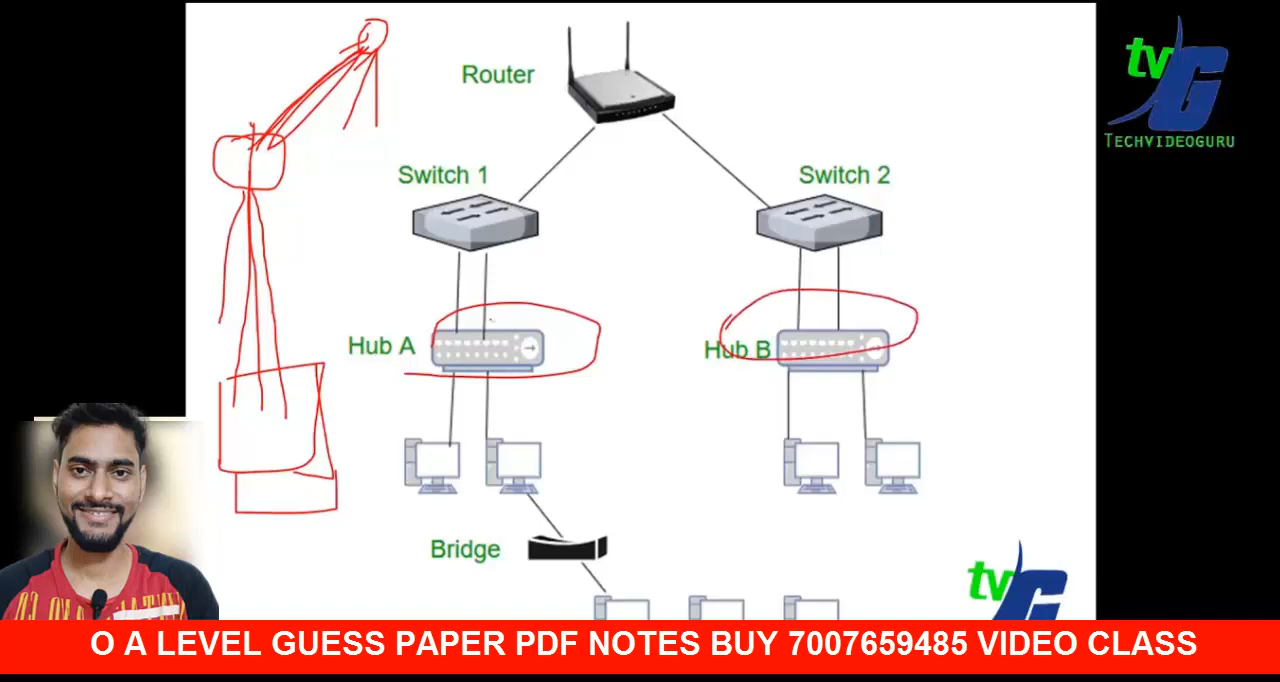 Router
tvG
TECHVIDEOGURU
Switch 1
Switch 2
Hub A
Hub B
Bridge
tvG
O A LEVEL GUESS PAPER PDF NOTES BUY 7007659485 VIDEO CLASS